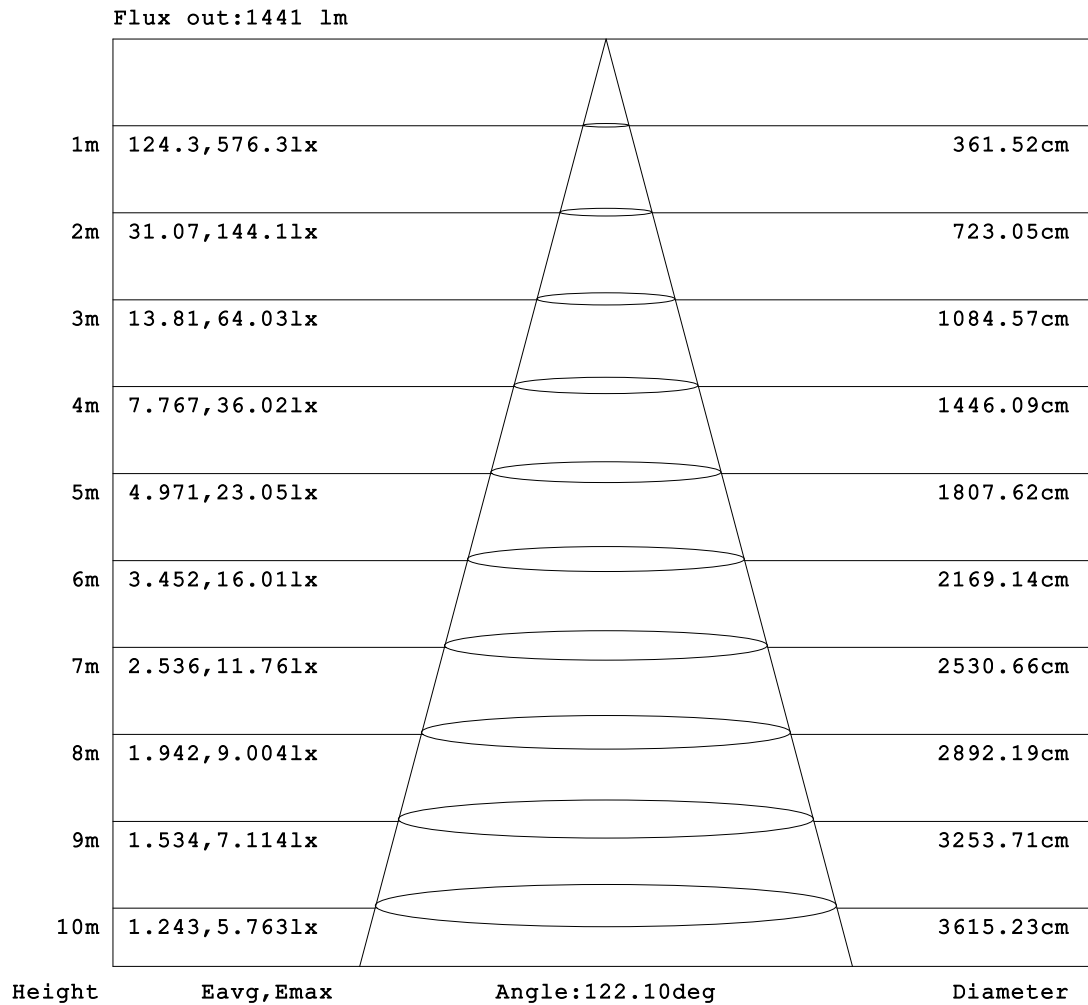 Flux out:1441 lm
1m 124.3,576.3lx 361.52cm
2m 31.07,144.1lx 723.05cm
3m 13.81,64.03lx 1084.57cm
4m 7.767,36.02lx 1446.09cm
5m 4.971,23.05lx 1807.62cm
6m 3.452,16.01lx 2169.14cm
7m 2.536,11.76lx 2530.66cm
8m 1.942,9.004lx 2892.19cm
9m 1.534,7.114lx 3253.71cm
10m 1.243,5.763lx 3615.23cm
Height Eavg,Emax Angle:122.10deg Diameter